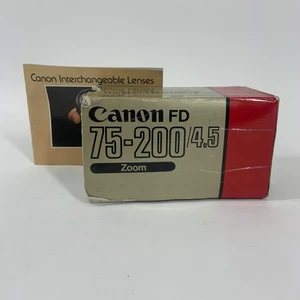 Canon Interchangeable Lenses
Canon FD
75-200/4.5
Zoom